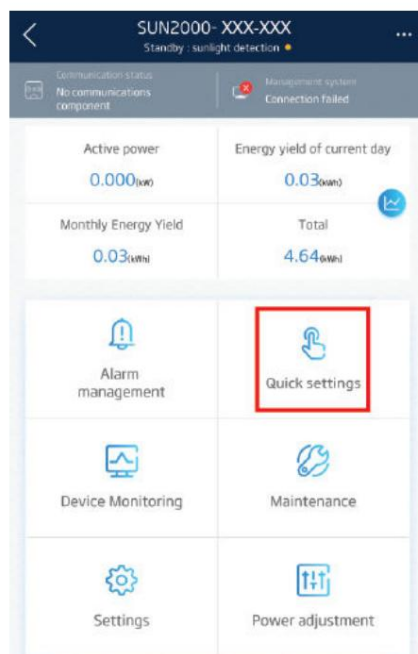 SUN2000- XXX-XXX
Standby : sunlight detection
Communication status
No communications
component
Management system
Connection failed
Active power
0.000(kW)
Energy yield of current day
0.03(kWh)
Monthly Energy Yield
0.03(kWh)
Total
4.64(kWh)
Alarm
management
Quick settings
Device Monitoring
Maintenance
Settings
Power adjustment